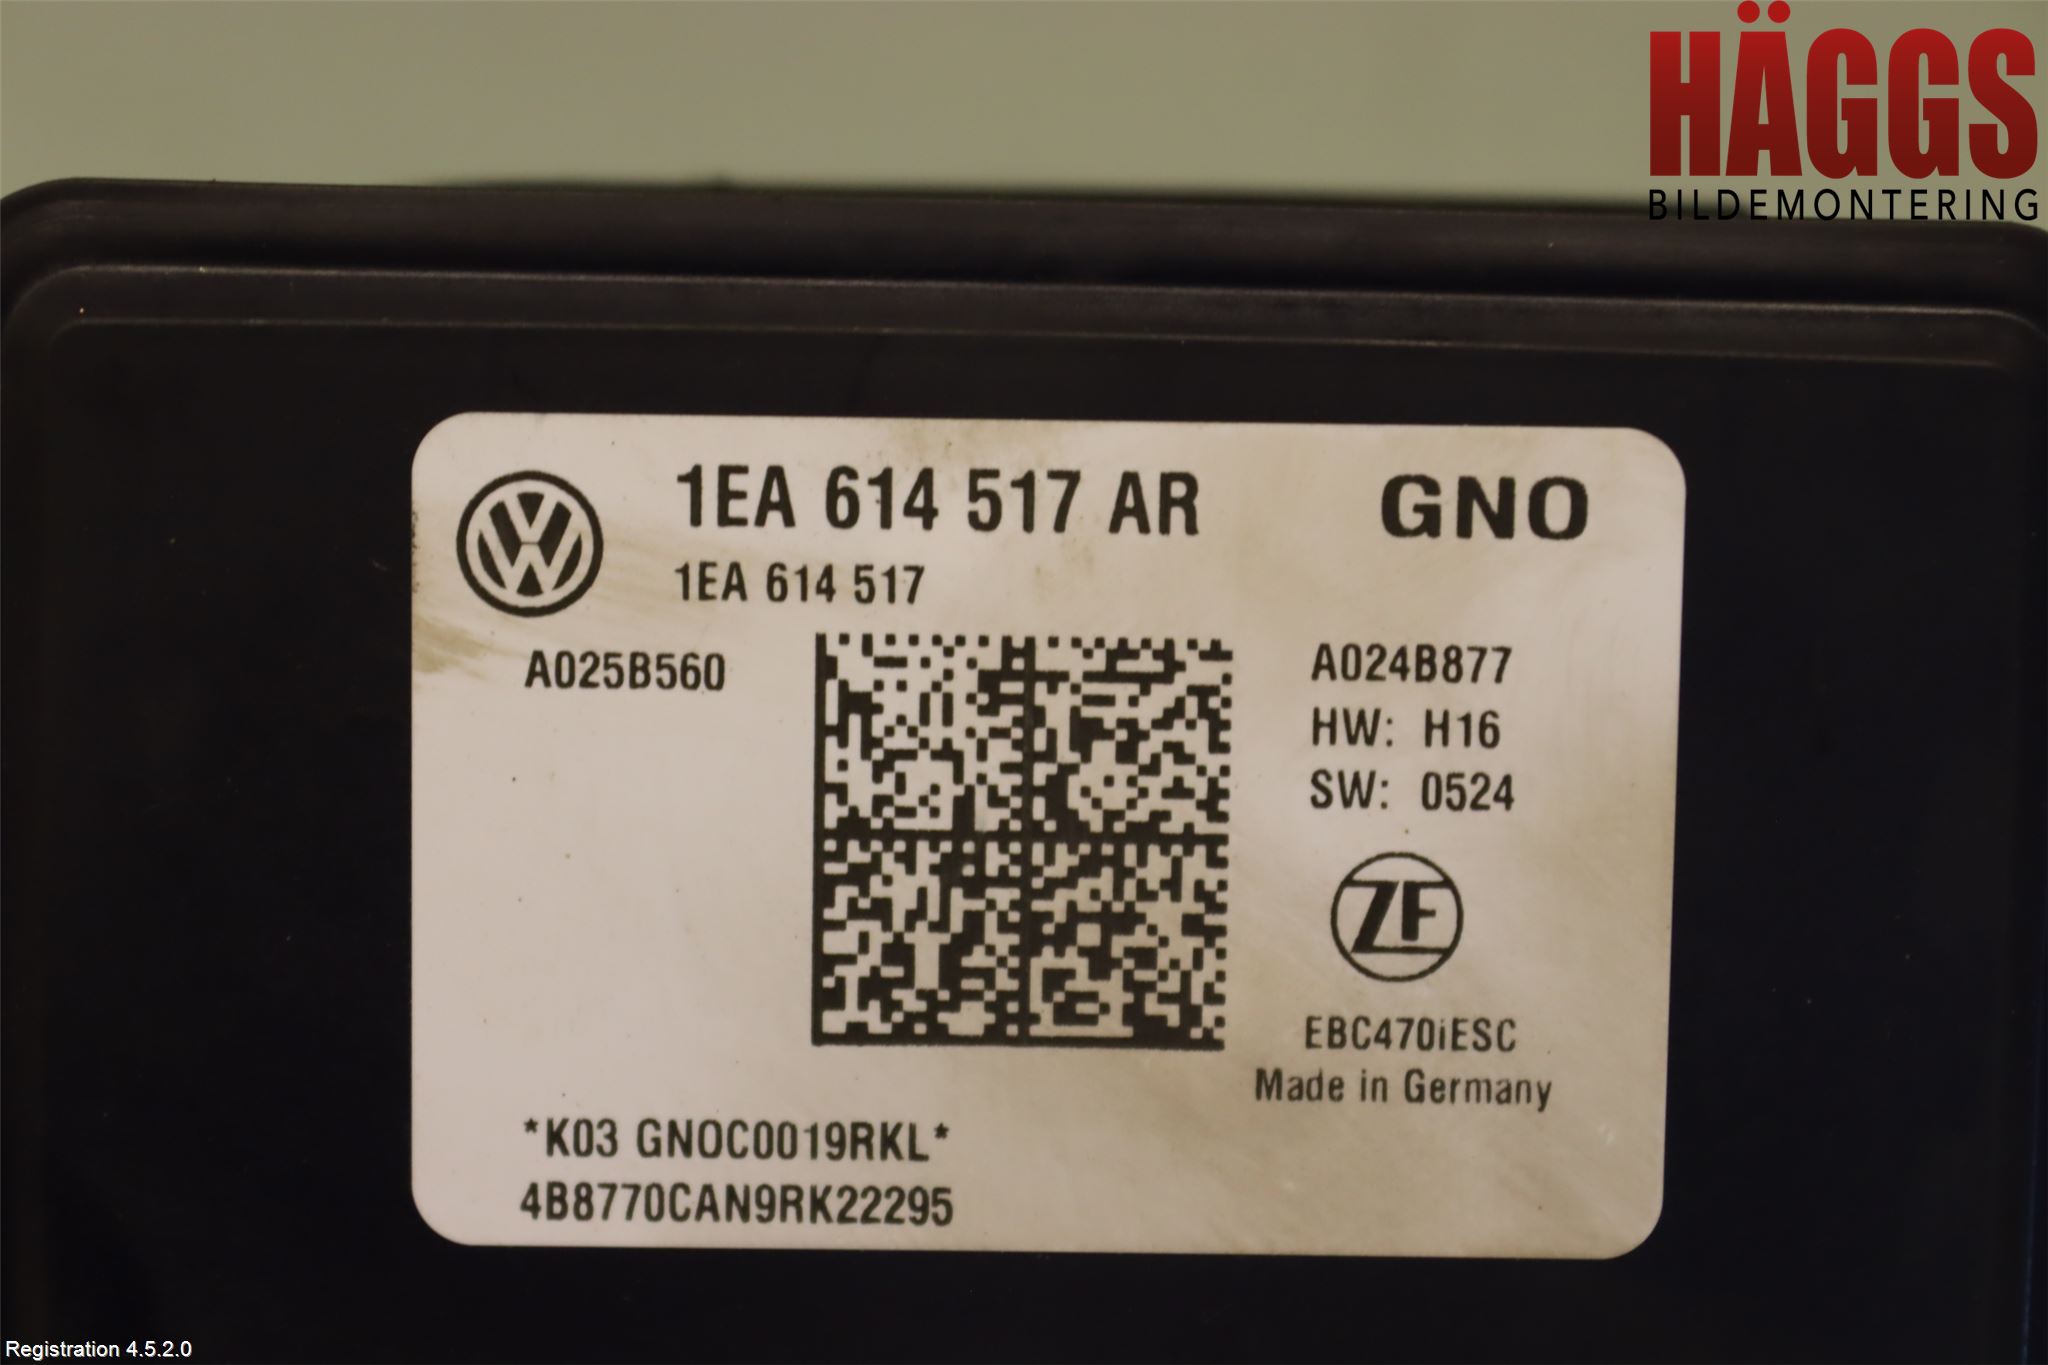 HÄGGS
BILDEMONTERING
1EA 614 517 AR GNO
1EA 614 517
A025B560
A024B877
HW: H16
SW: 0524
ZF
EBC470iESC
Made in Germany
*K03 GNOC0019RKL*
4B8770CAN9RK22295
Registration 4.5.2.0